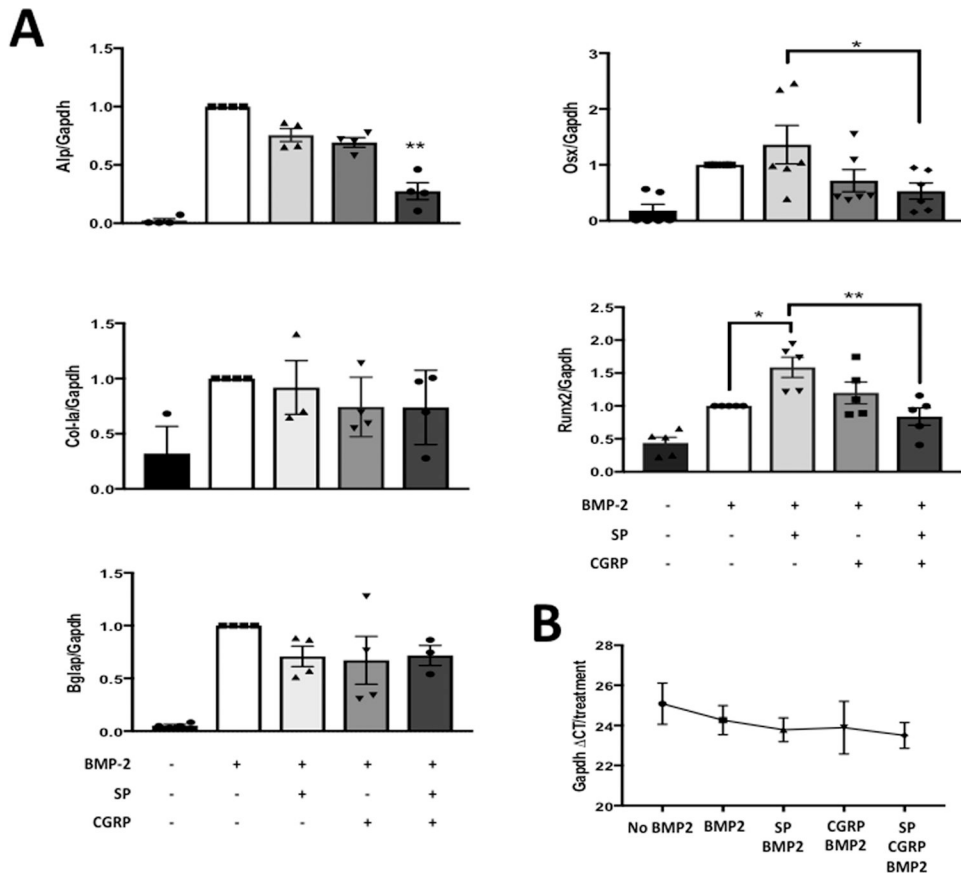 A
Alp/Gapdh
1.5
1.0
0.5
0.0
**
Osx/Gapdh
3
2
1
0
*
Col-Ia/Gapdh
1.5
1.0
0.5
0.0
Runx2/Gapdh
2.5
2.0
1.5
1.0
0.5
0.0
*
**
BMP-2 - + + + +
SP - - + - +
CGRP - - - + +
Bglap/Gapdh
1.5
1.0
0.5
0.0
BMP-2 - + + + +
SP - - + - +
CGRP - - - + +
B
Gapdh ΔCT/treatment
28
26
24
22
20
No BMP2
BMP2
SP
BMP2
CGRP
BMP2
SP
CGRP
BMP2